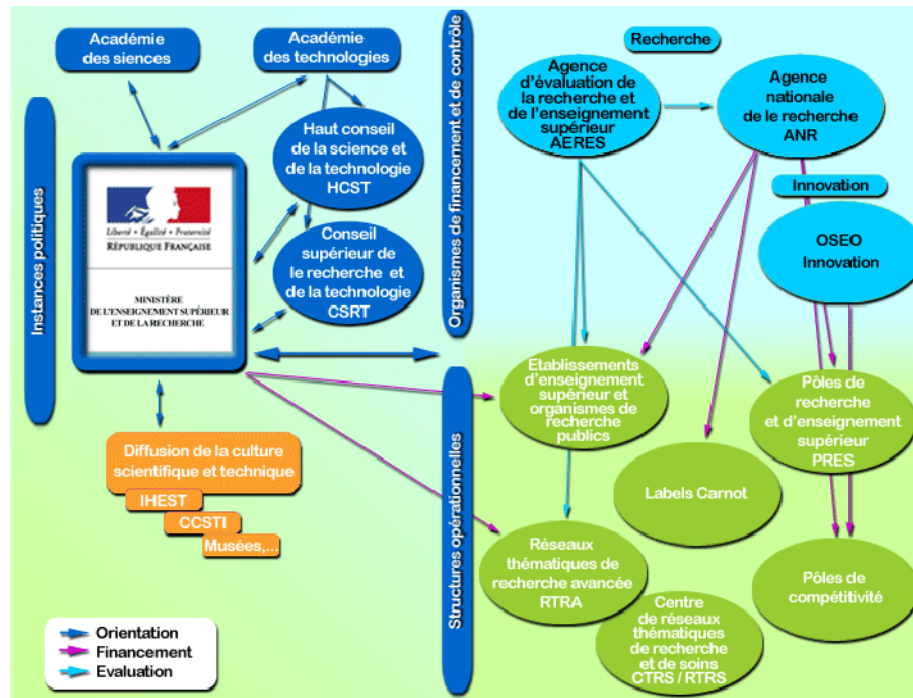 Académie
des siences
Académie
des technologies
Instances politiques
Haut conseil
de la science et
de la technologie
HCST
Conseil
supérieur de
le recherche et
de la technologie
CSRT
Liberté • Égalité • Fraternité
RÉPUBLIQUE FRANÇAISE
MINISTÈRE
DE L'ENSEIGNEMENT SUPÉRIEUR
ET DE LA RECHERCHE
Diffusion de la culture
scientifique et technique
IHEST
CCSTI
Musées,...
Orientation
Financement
Evaluation
Organismes de financement et de contrôle
Recherche
Agence
d'évaluation de
la recherche et
de l'enseignement
supérieur
AERES
Agence
nationale
de le recherche
ANR
Innovation
OSEO
Innovation
Structures opérationnelles
Etablissements
d'enseignement
supérieur et
organismes de
recherche
publics
Pôles de
recherche
et d'enseignement
supérieur
PRES
Labels Carnot
Réseaux
thématiques de
recherche avancée
RTRA
Centre
de réseaux
thématiques
de recherche
et de soins
CTRS / RTRS
Pôles de
compétitivité